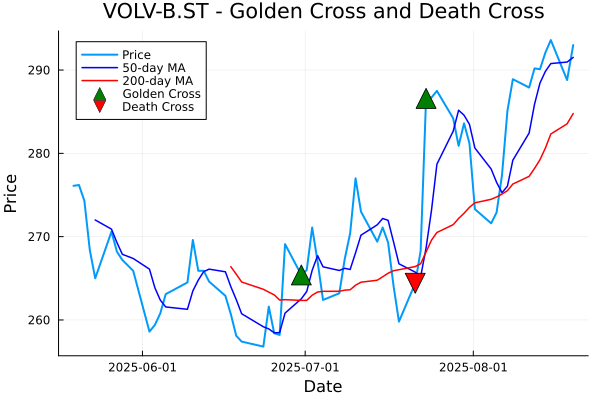 VOLV-B.ST - Golden Cross and Death Cross
Price
50-day MA
200-day MA
Golden Cross
Death Cross
Price
290
280
270
260
2025-06-01
2025-07-01
2025-08-01
Date